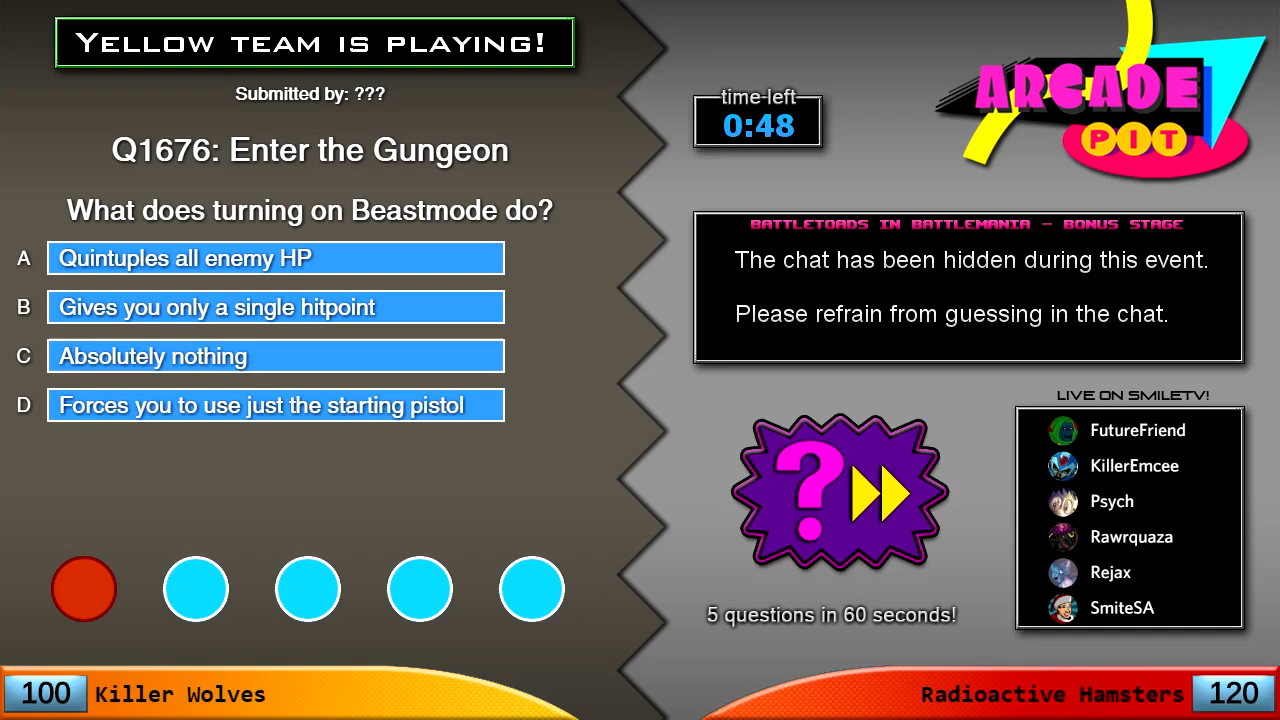 Yellow team is playing!
Submitted by: ???
Q1676: Enter the Gungeon
What does turning on Beastmode do?
A Quintuples all enemy HP
B Gives you only a single hitpoint
C Absolutely nothing
D Forces you to use just the starting pistol
time left
0:48
ARCADE
PIT
BATTLETOADS IN BATTLEMANIA - BONUS STAGE
The chat has been hidden during this event.
Please refrain from guessing in the chat.
?
5 questions in 60 seconds!
LIVE ON SMILETV!
FutureFriend
KillerEmcee
Psych
Rawrquaza
Rejax
SmiteSA
100 Killer Wolves
Radioactive Hamsters 120